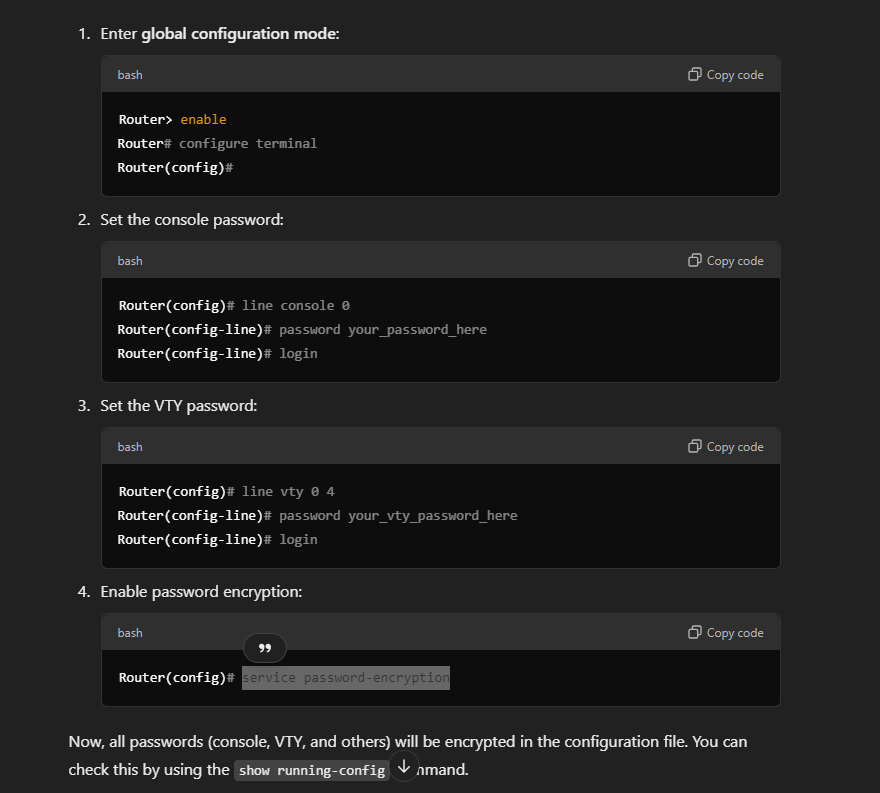 1. Enter global configuration mode:
bash Copy code
Router> enable
Router# configure terminal
Router(config)#
2. Set the console password:
bash Copy code
Router(config)# line console 0
Router(config-line)# password your_password_here
Router(config-line)# login
3. Set the VTY password:
bash Copy code
Router(config)# line vty 0 4
Router(config-line)# password your_vty_password_here
Router(config-line)# login
4. Enable password encryption:
bash Copy code
Router(config)# service password-encryption
Now, all passwords (console, VTY, and others) will be encrypted in the configuration file. You can
check this by using the show running-config